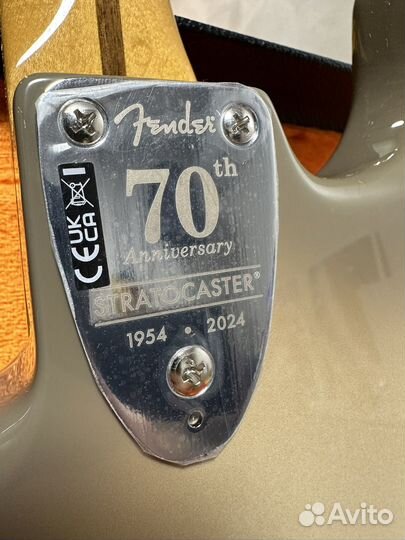 Fender
70th
Anniversary
STRATOCASTER®
1954 • 2024
CE UK CA
Avito